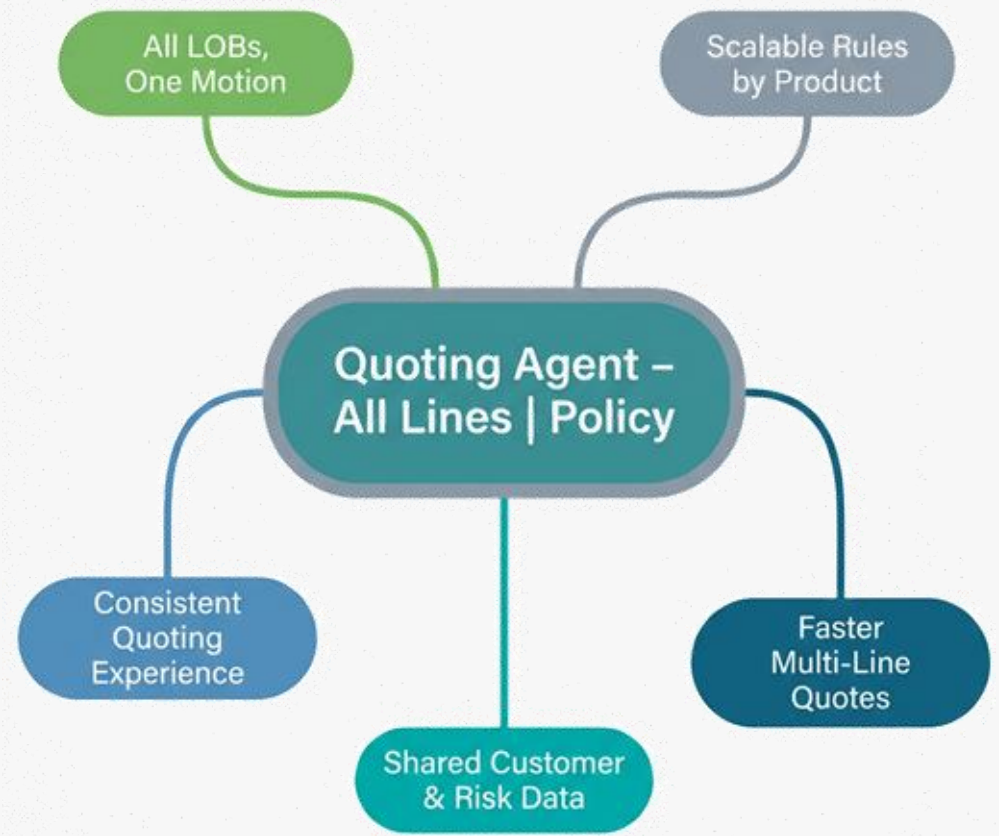 All LOBs,
One Motion
Scalable Rules
by Product
Quoting Agent –
All Lines | Policy
Consistent
Quoting
Experience
Faster
Multi-Line
Quotes
Shared Customer
& Risk Data